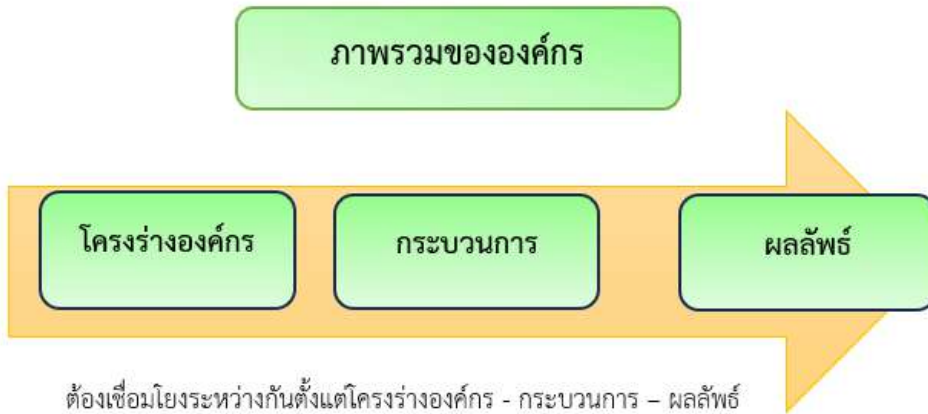 ภาพรวมขององค์กร
โครงร่างองค์กร
กระบวนการ
ผลลัพธ์
ต้องเชื่อมโยงระหว่างกันตั้งแต่โครงร่างองค์กร - กระบวนการ – ผลลัพธ์